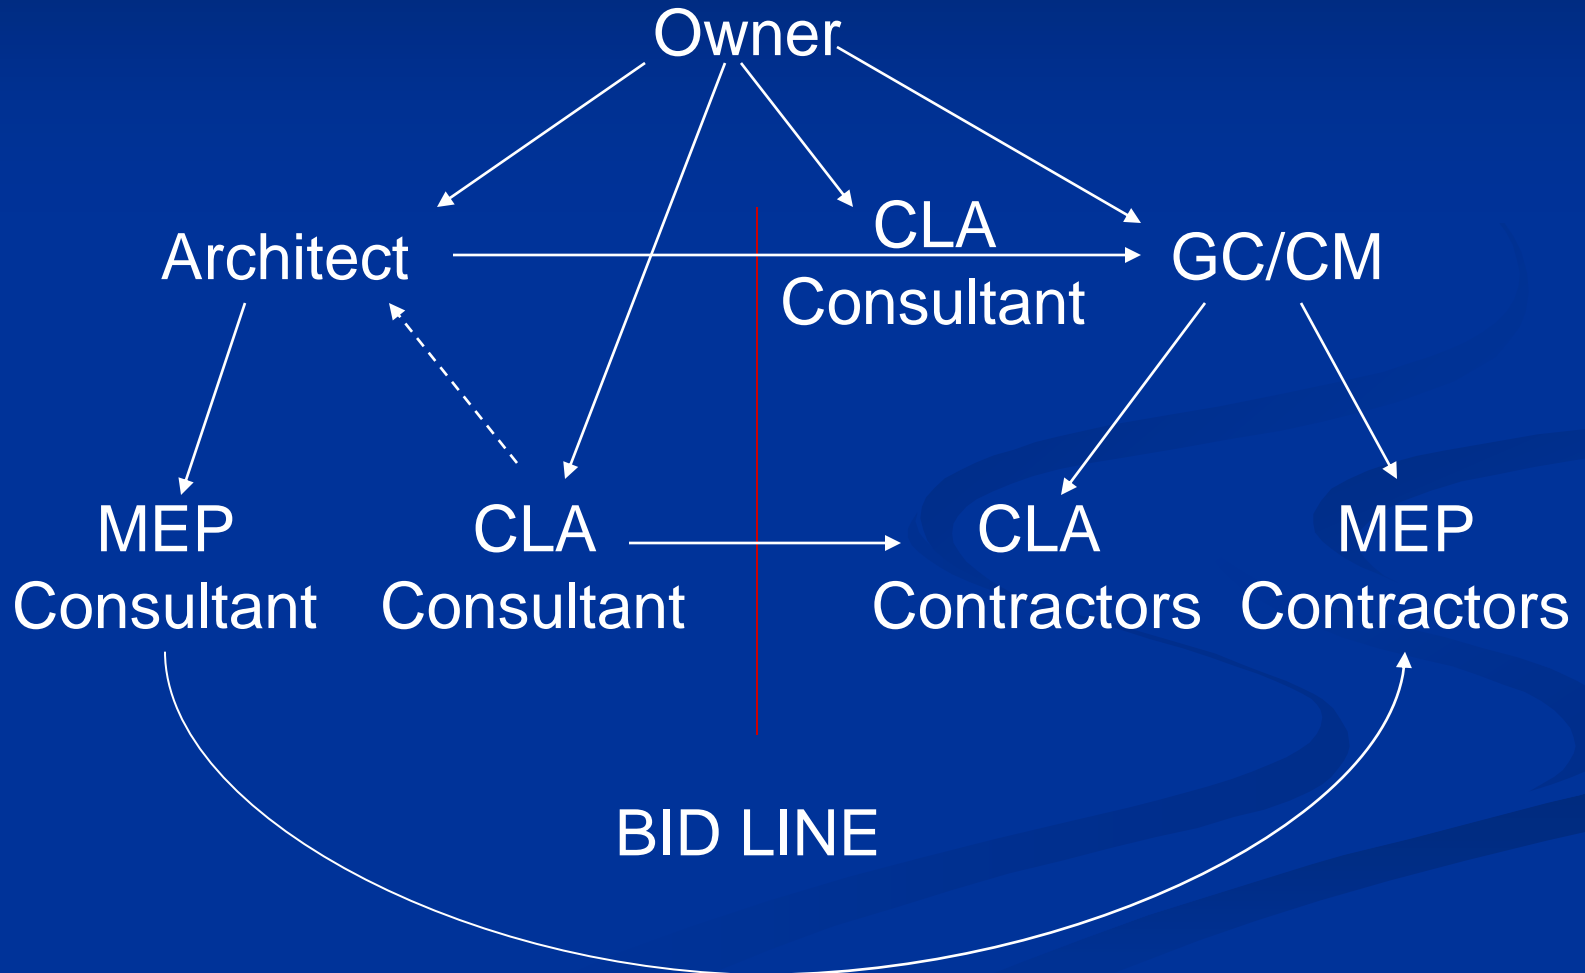 Owner
CLA
Architect
GC/CM
Consultant
MEP
Consultant
CLA
Consultant
CLA
Contractors
MEP
Contractors
BID LINE